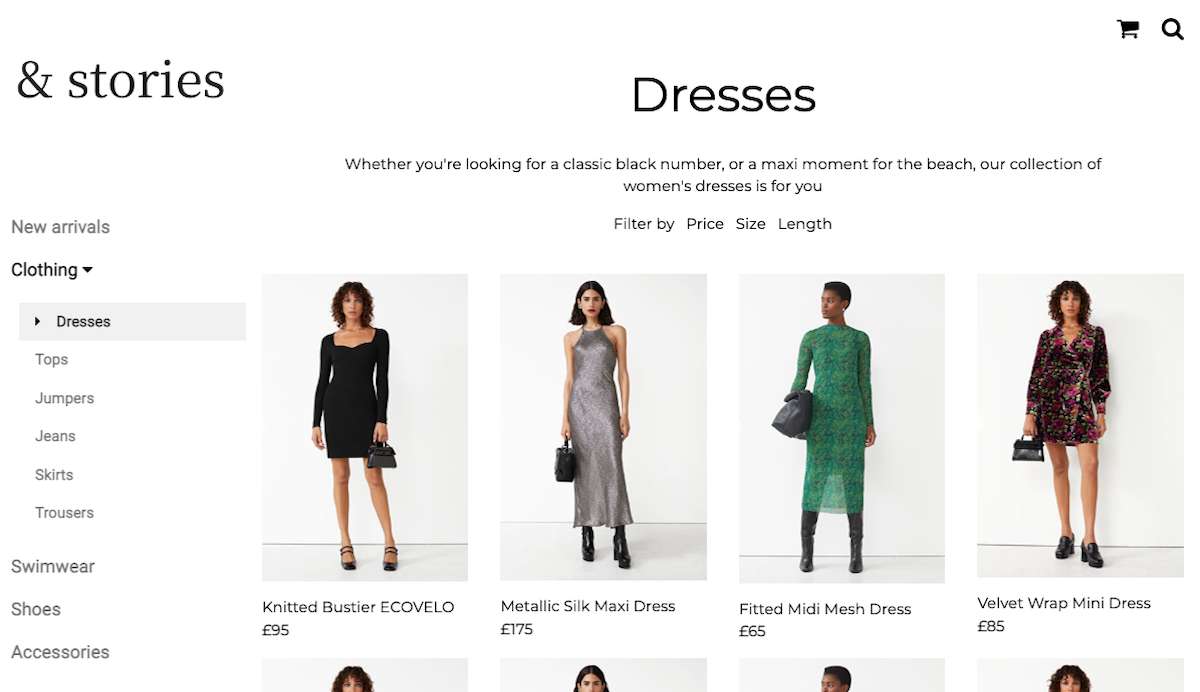 & stories
Dresses
Whether you're looking for a classic black number, or a maxi moment for the beach, our collection of
women's dresses is for you
Filter by Price Size Length
New arrivals
Clothing
Dresses
Tops
Jumpers
Jeans
Skirts
Trousers
Swimwear
Shoes
Accessories
Knitted Bustier ECOVELO
£95
Metallic Silk Maxi Dress
£175
Fitted Midi Mesh Dress
£65
Velvet Wrap Mini Dress
£85